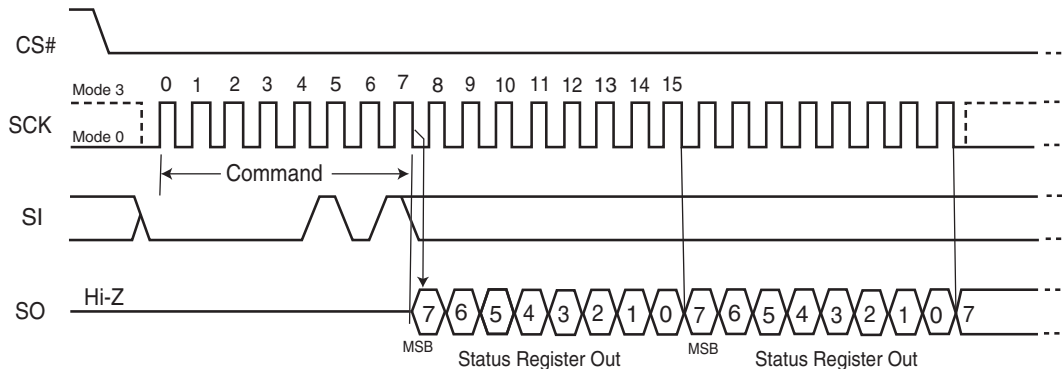 CS#
Mode 3
0 1 2 3 4 5 6 7 8 9 10 11 12 13 14 15
SCK
Mode 0
Command
SI
Hi-Z
SO
7 6 5 4 3 2 1 0 7 6 5 4 3 2 1 0 7
MSB
MSB
Status Register Out
Status Register Out